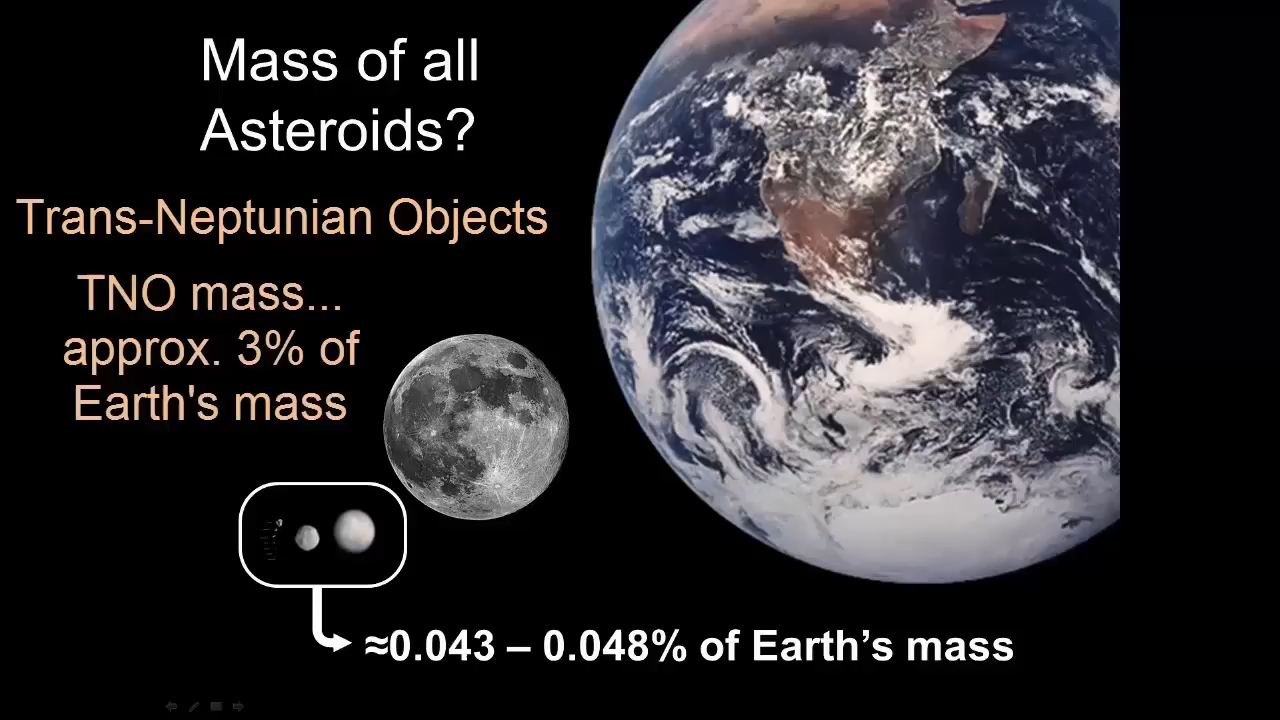 Mass of all
Asteroids?
Trans-Neptunian Objects
TNO mass...
approx. 3% of
Earth's mass
≈0.043 – 0.048% of Earth’s mass